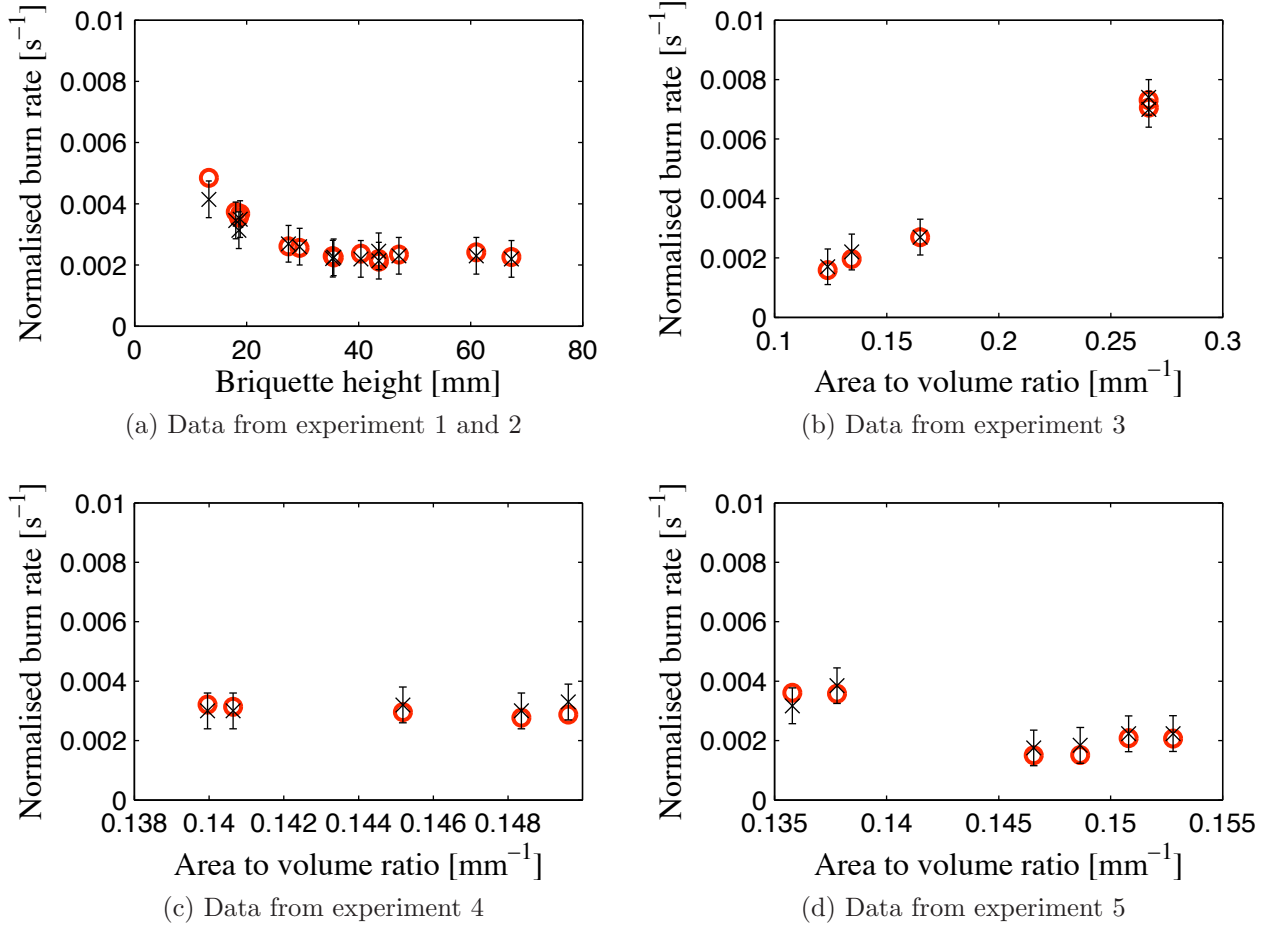 Normalised burn rate [s⁻¹]
0.01
0.008
0.006
0.004
0.002
0
0 20 40 60 80
Briquette height [mm]
(a) Data from experiment 1 and 2
Normalised burn rate [s⁻¹]
0.01
0.008
0.006
0.004
0.002
0
0.1 0.15 0.2 0.25 0.3
Area to volume ratio [mm⁻¹]
(b) Data from experiment 3
Normalised burn rate [s⁻¹]
0.01
0.008
0.006
0.004
0.002
0
0.138 0.14 0.142 0.144 0.146 0.148
Area to volume ratio [mm⁻¹]
(c) Data from experiment 4
Normalised burn rate [s⁻¹]
0.01
0.008
0.006
0.004
0.002
0
0.135 0.14 0.145 0.15 0.155
Area to volume ratio [mm⁻¹]
(d) Data from experiment 5